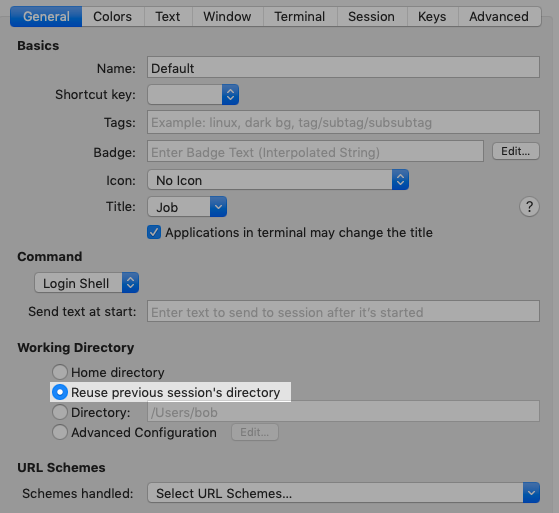 General Colors Text Window Terminal Session Keys Advanced
Basics
Name: Default
Shortcut key:
Tags: Example: linux, dark bg, tag/subtag/subsubtag
Badge: Enter Badge Text (Interpolated String) Edit...
Icon: No Icon
Title: Job ?
Applications in terminal may change the title
Command
Login Shell
Send text at start: Enter text to send to session after it's started
Working Directory
Home directory
Reuse previous session's directory
Directory: /Users/bob
Advanced Configuration Edit...
URL Schemes
Schemes handled: Select URL Schemes...